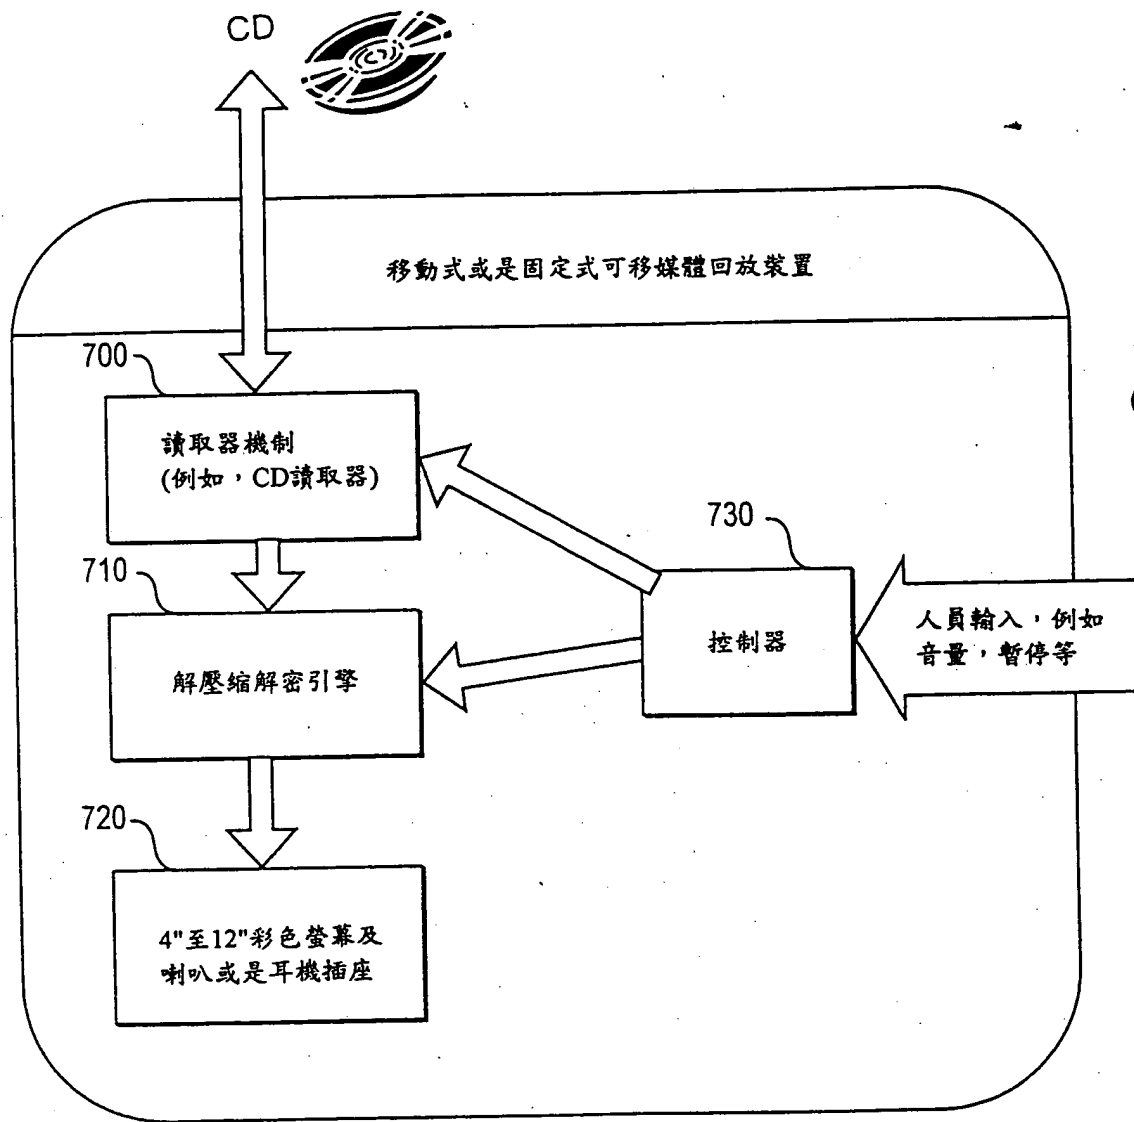 CD
移動式或是固定式可移媒體回放裝置
700
讀取器機制
(例如，CD讀取器)
730
710
人員輸入，例如
音量，暫停等
控制器
解壓縮解密引擎
720
4"至12"彩色螢幕及
喇叭或是耳機插座